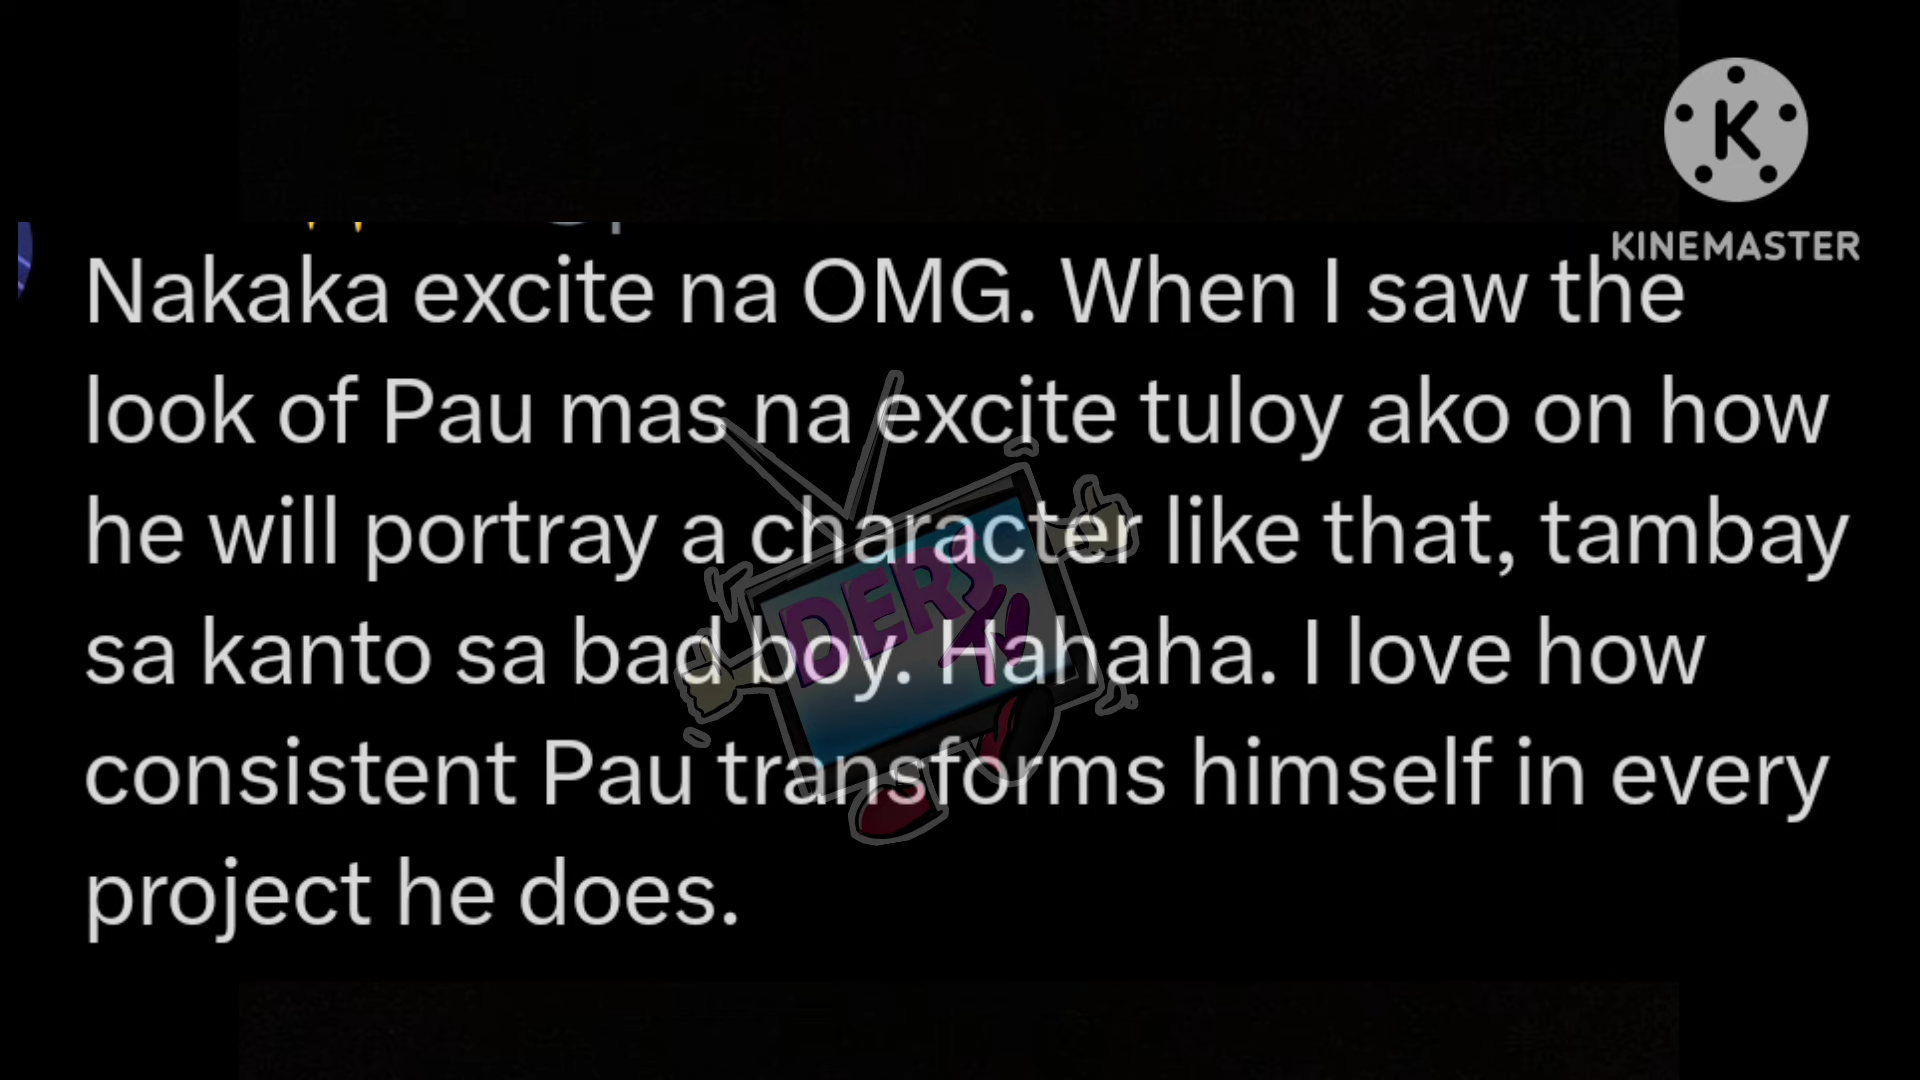 KINEMASTER
Nakaka excite na OMG. When I saw the
look of Pau mas na excite tuloy ako on how
he will portray a character like that, tambay
sa kanto sa bad boy. Hahaha. I love how
consistent Pau transforms himself in every
project he does.
DERS
TV